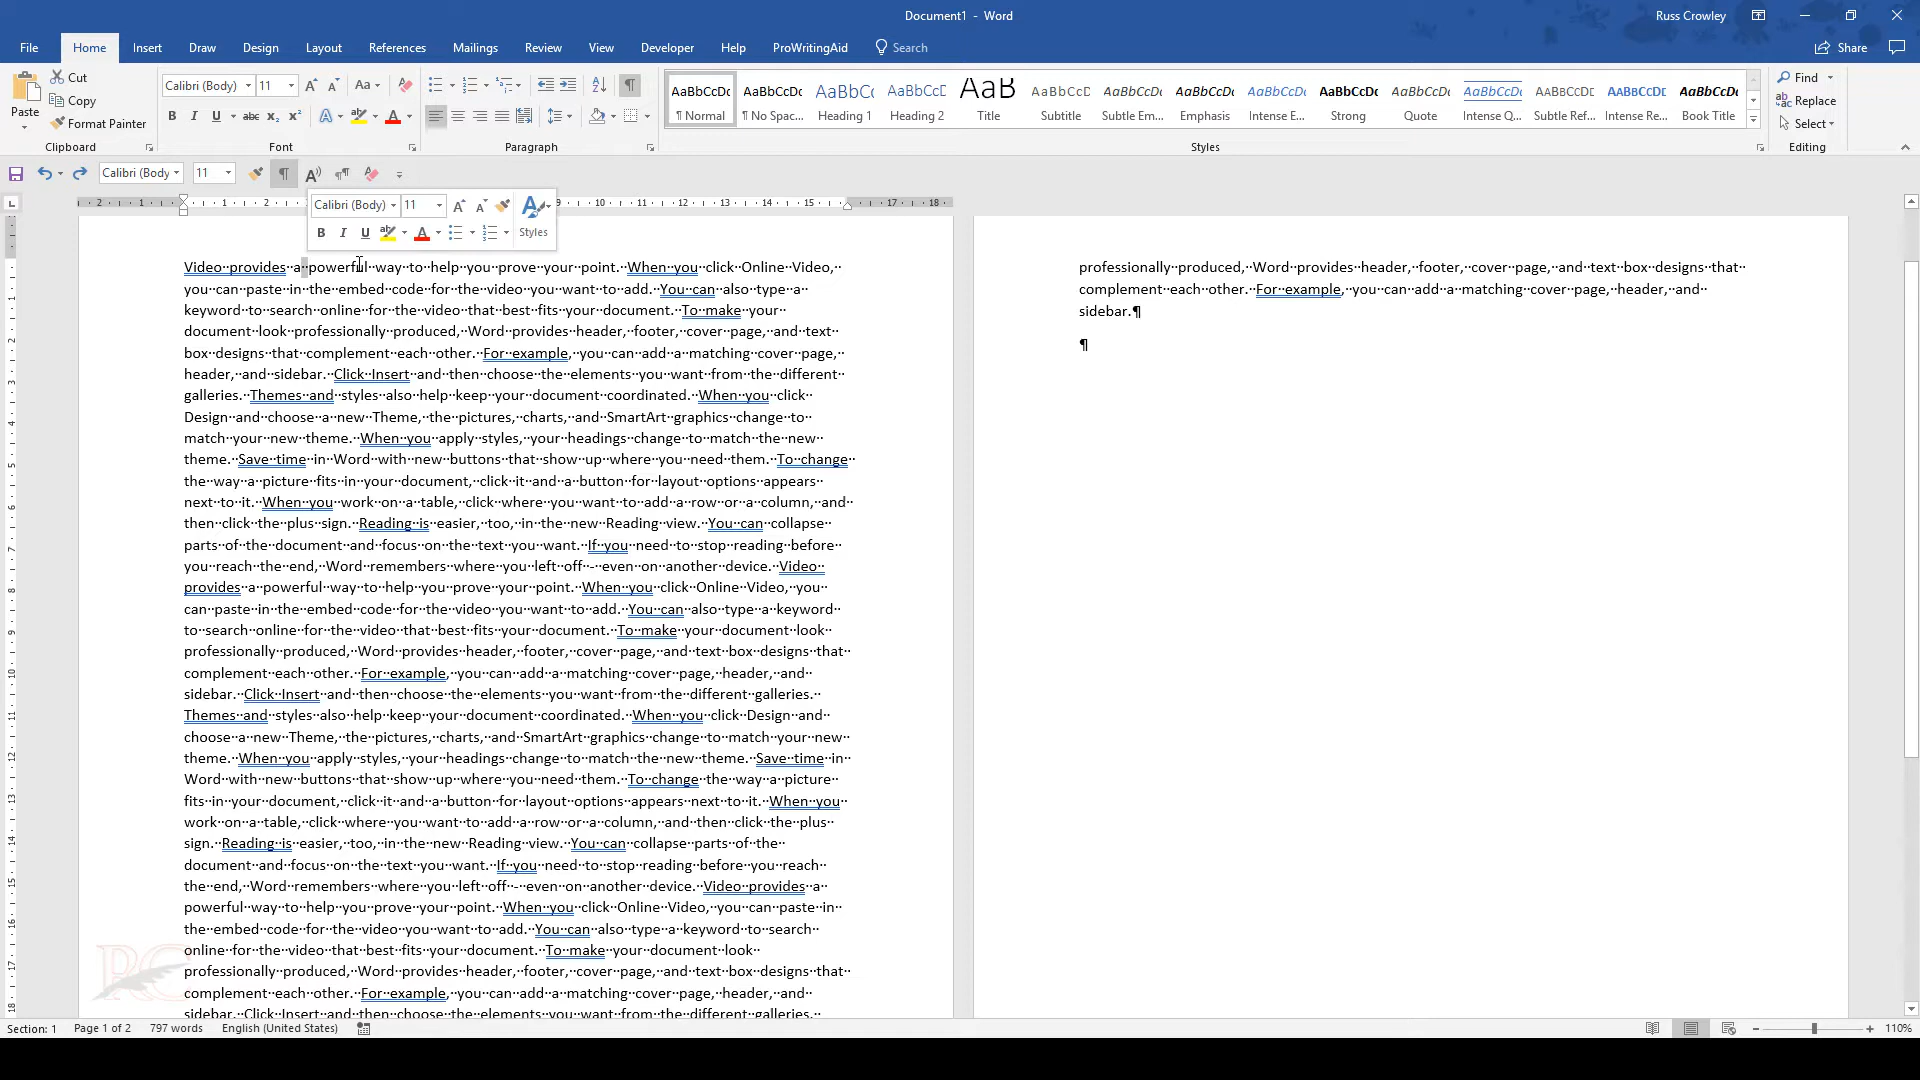 Document1 - Word
Russ Crowley
File Home Insert Draw Design Layout References Mailings Review View Developer Help ProWritingAid Search Share
Paste Cut Copy Format Painter
Calibri (Body) 11 Aa
B I U abc x₂ x² A ab A
AaBbCcDc AaBbCcDc AaBbCc AaBbCcD AaB AaBbCcD AaBbCcDc AaBbCcDc AaBbCcDc AaBbCcDc AaBbCcDc AaBbCcDc AaBbCcDc AaBbCcDc AaBbCcDc
¶ Normal ¶ No Spac... Heading 1 Heading 2 Title Subtitle Subtle Em... Emphasis Intense E... Strong Quote Intense Q... Subtle Ref... Intense Re... Book Title
Find Replace Select
Clipboard Font Paragraph Styles Editing
Calibri (Body 11
Calibri (Body) 11
B I U Styles
Video provides a powerful way to help you prove your point. When you click Online Video,
you can paste in the embed code for the video you want to add. You can also type a
keyword to search online for the video that best fits your document. To make your
document look professionally produced, Word provides header, footer, cover page, and text
box designs that complement each other. For example, you can add a matching cover page,
header, and sidebar. Click Insert and then choose the elements you want from the different
galleries. Themes and styles also help keep your document coordinated. When you click
Design and choose a new Theme, the pictures, charts, and SmartArt graphics change to
match your new theme. When you apply styles, your headings change to match the new
theme. Save time in Word with new buttons that show up where you need them. To change
the way a picture fits in your document, click it and a button for layout options appears
next to it. When you work on a table, click where you want to add a row or a column, and
then click the plus sign. Reading is easier, too, in the new Reading view. You can collapse
parts of the document and focus on the text you want. If you need to stop reading before
you reach the end, Word remembers where you left off - even on another device. Video
provides a powerful way to help you prove your point. When you click Online Video, you
can paste in the embed code for the video you want to add. You can also type a keyword
to search online for the video that best fits your document. To make your document look
professionally produced, Word provides header, footer, cover page, and text box designs that
complement each other. For example, you can add a matching cover page, header, and
sidebar. Click Insert and then choose the elements you want from the different galleries.
Themes and styles also help keep your document coordinated. When you click Design and
choose a new Theme, the pictures, charts, and SmartArt graphics change to match your new
theme. When you apply styles, your headings change to match the new theme. Save time in
Word with new buttons that show up where you need them. To change the way a picture
fits in your document, click it and a button for layout options appears next to it. When you
work on a table, click where you want to add a row or a column, and then click the plus
sign. Reading is easier, too, in the new Reading view. You can collapse parts of the
document and focus on the text you want. If you need to stop reading before you reach
the end, Word remembers where you left off - even on another device. Video provides a
powerful way to help you prove your point. When you click Online Video, you can paste in
the embed code for the video you want to add. You can also type a keyword to search
online for the video that best fits your document. To make your document look
professionally produced, Word provides header, footer, cover page, and text box designs that
complement each other. For example, you can add a matching cover page, header, and
sidebar. Click Insert and then choose the elements you want from the different galleries.
professionally produced, Word provides header, footer, cover page, and text box designs that
complement each other. For example, you can add a matching cover page, header, and
sidebar.¶
¶
RC
Section: 1 Page 1 of 2 797 words English (United States) 110%